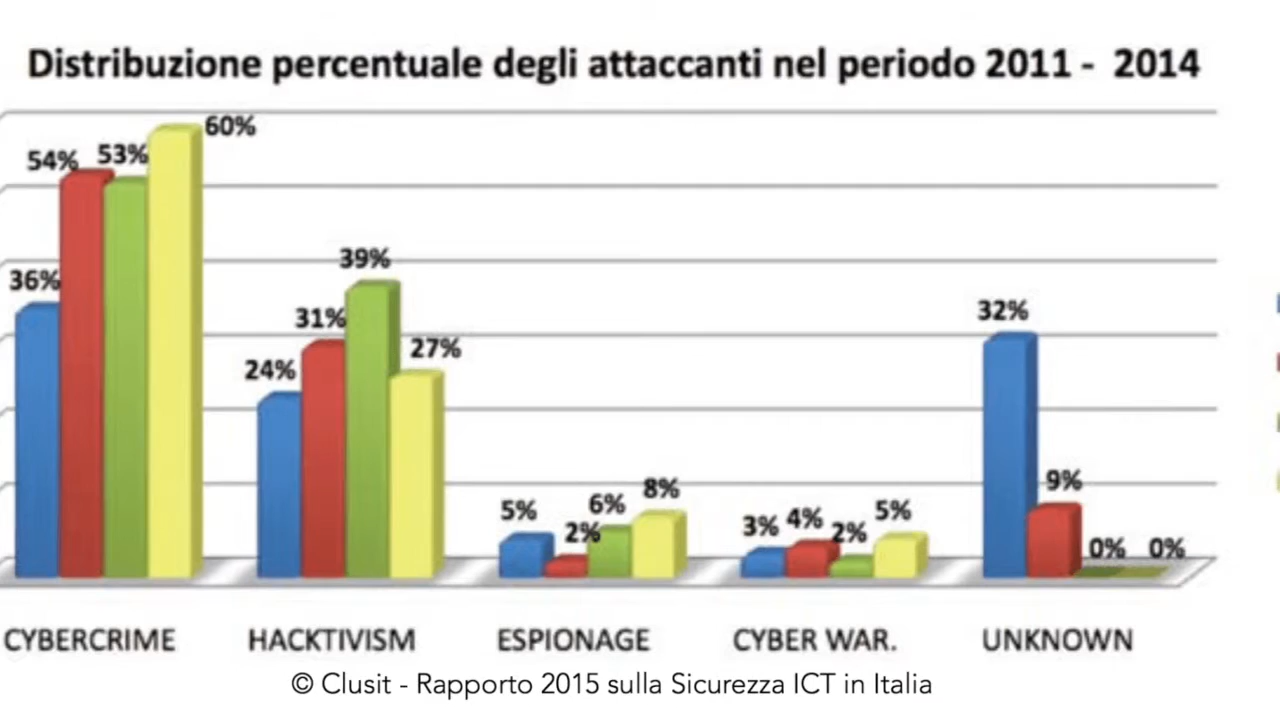 Distribuzione percentuale degli attaccanti nel periodo 2011 - 2014
60%
54%
53%
36%
39%
31%
24%
27%
32%
5%
2%
6%
8%
3%
4%
2%
5%
9%
0%
0%
CYBERCRIME
HACKTIVISM
ESPIONAGE
CYBER WAR.
UNKNOWN
© Clusit - Rapporto 2015 sulla Sicurezza ICT in Italia